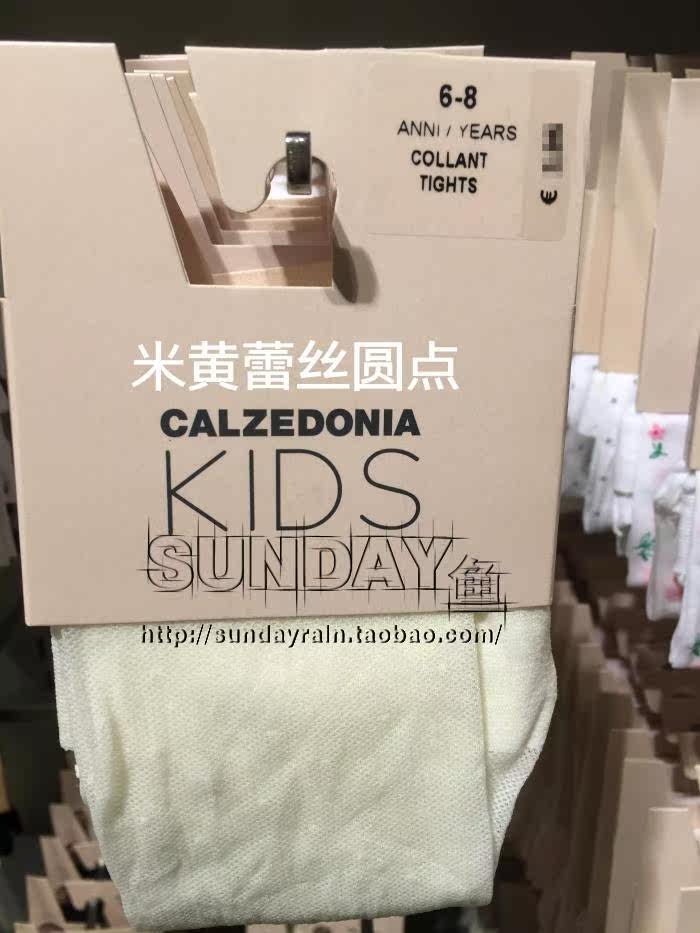 6-8
ANNI / YEARS
COLLANT
TIGHTS
€
米黄蕾丝圆点
CALZEDONIA
KIDS
SUNDAY鱼
http://sundayrain.taobao.com/